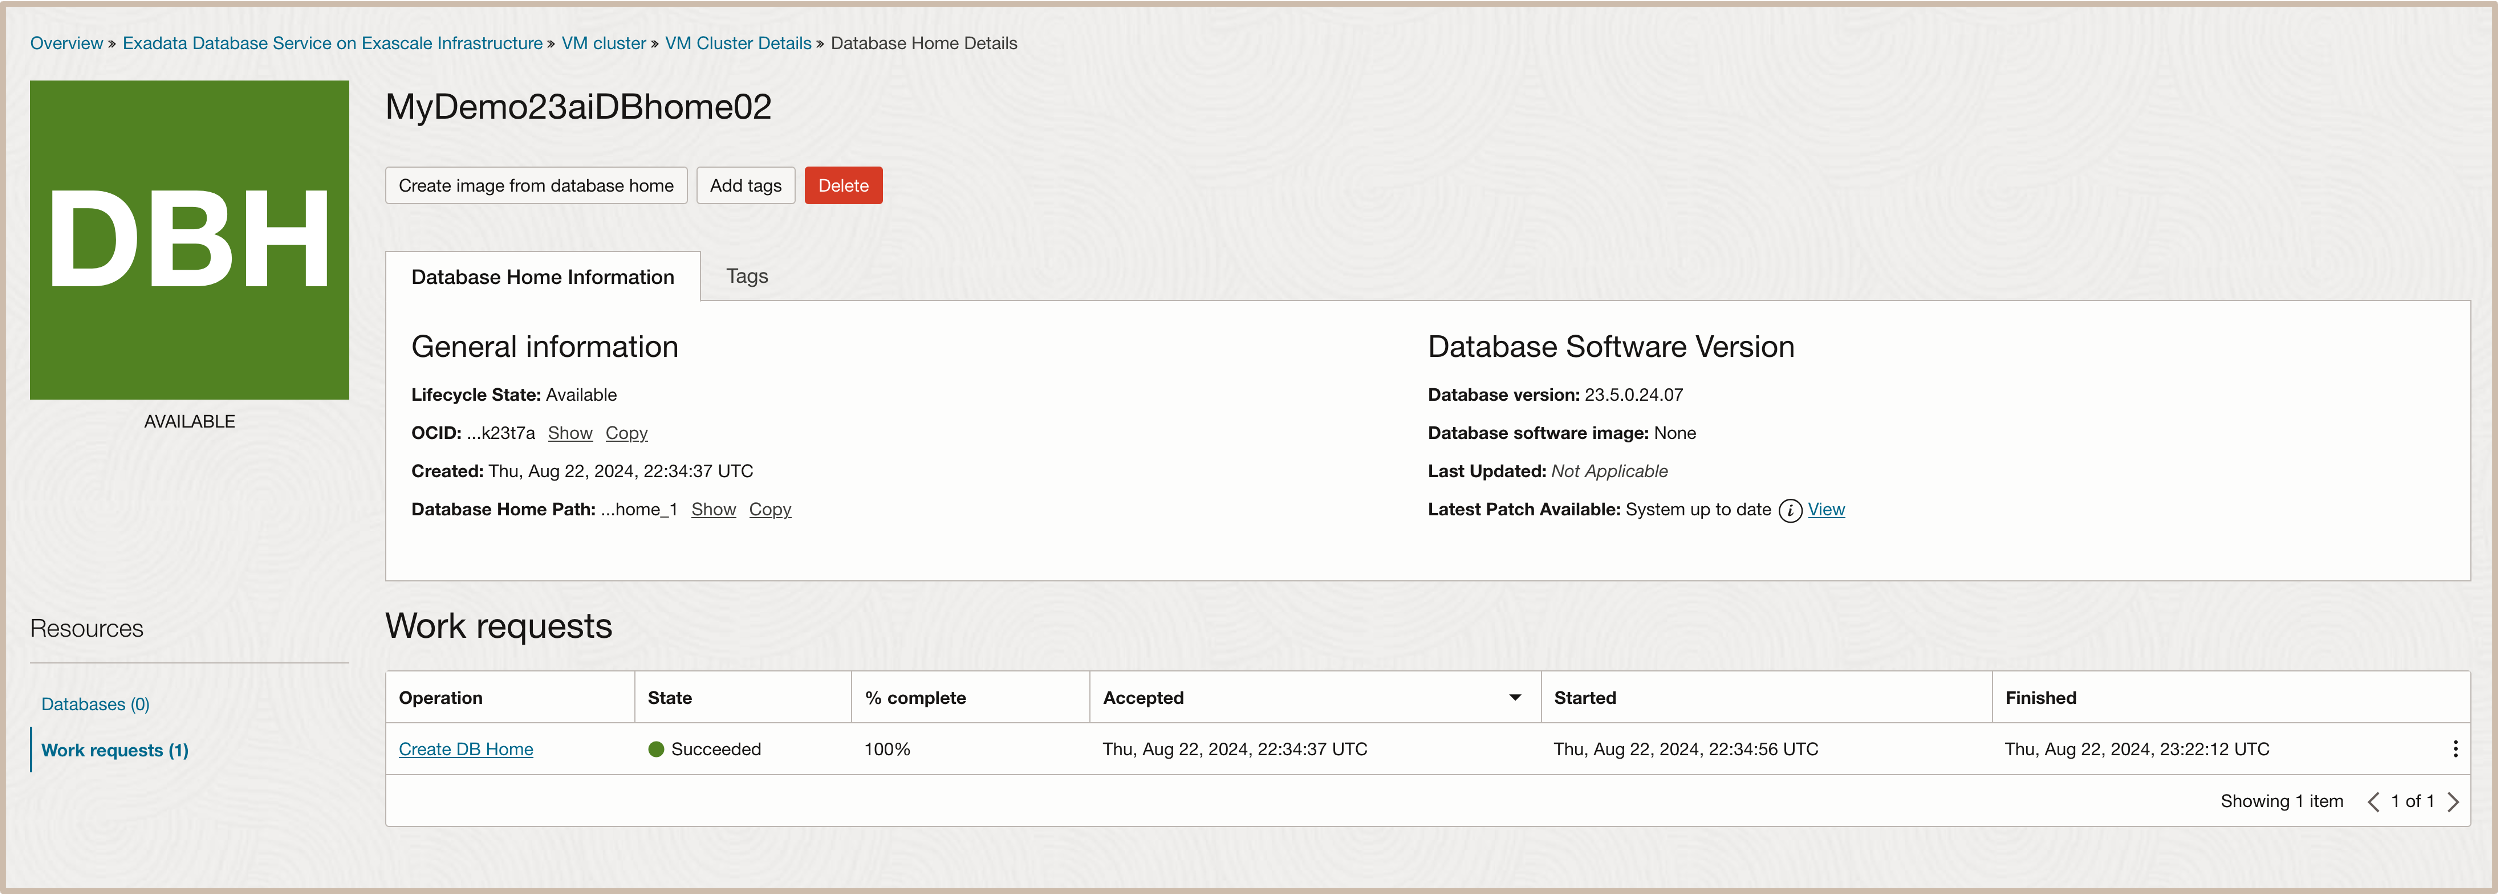 Overview » Exadata Database Service on Exascale Infrastructure » VM cluster » VM Cluster Details » Database Home Details
DBH
AVAILABLE
MyDemo23aiDBhome02
Create image from database home Add tags Delete
Database Home Information Tags
General information
Lifecycle State: Available
OCID: ...k23t7a Show Copy
Created: Thu, Aug 22, 2024, 22:34:37 UTC
Database Home Path: ...home_1 Show Copy
Database Software Version
Database version: 23.5.0.24.07
Database software image: None
Last Updated: Not Applicable
Latest Patch Available: System up to date i View
Resources
Databases (0)
Work requests (1)
Work requests
Operation State % complete Accepted Started Finished
Create DB Home Succeeded 100% Thu, Aug 22, 2024, 22:34:37 UTC Thu, Aug 22, 2024, 22:34:56 UTC Thu, Aug 22, 2024, 23:22:12 UTC
Showing 1 item < 1 of 1 >